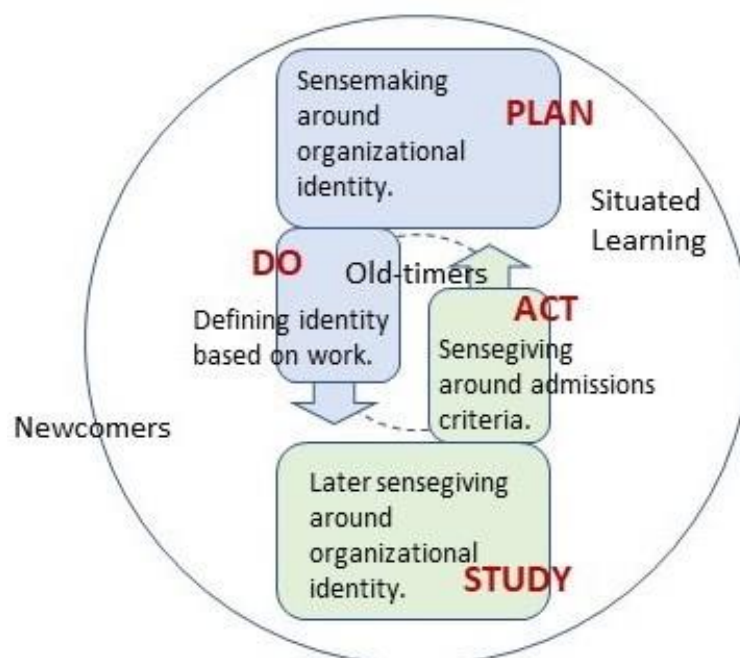 Sensemaking
around
organizational
identity.
PLAN
Situated
Learning
DO
Old-timers
Defining identity
based on work.
ACT
Sensegiving
around admissions
criteria.
Newcomers
Later sensegiving
around
organizational
identity.
STUDY